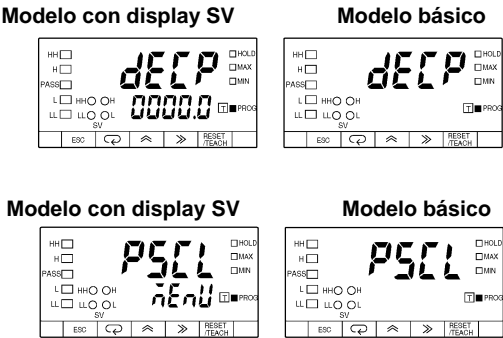 Modelo con display SV Modelo básico
HH dECP HOLD HH dECP HOLD
H MAX H MAX
PASS MIN PASS MIN
L HH H 0000.0 T PROG L HH H T PROG
LL LL L LL LL L
SV SV
ESC RESET /TEACH ESC RESET /TEACH
Modelo con display SV Modelo básico
HH PSCL HOLD HH PSCL HOLD
H MAX H MAX
PASS MIN PASS MIN
L HH H mEnU T PROG L HH H T PROG
LL LL L LL LL L
SV SV
ESC RESET /TEACH ESC RESET /TEACH